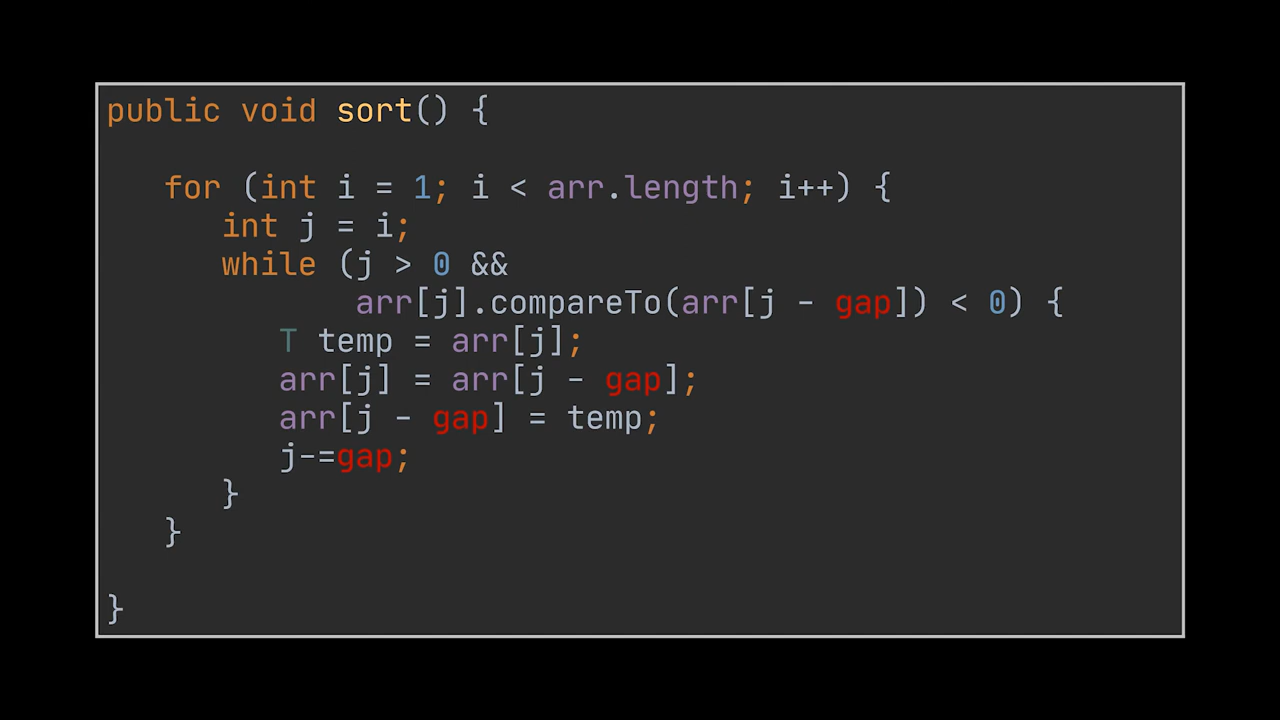 public void sort() {
for (int i = 1; i < arr.length; i++) {
int j = i;
while (j > 0 &&
arr[j].compareTo(arr[j - gap]) < 0) {
T temp = arr[j];
arr[j] = arr[j - gap];
arr[j - gap] = temp;
j-=gap;
}
}
}